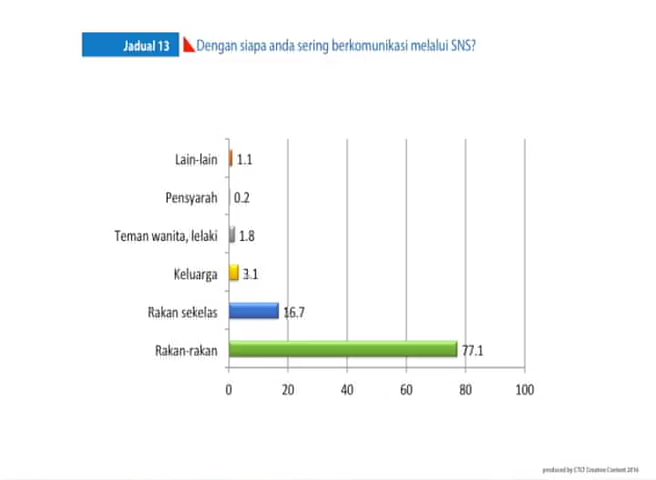 Jadual 13 Dengan siapa anda sering berkomunikasi melalui SNS?
Lain-lain 1.1
Pensyarah 0.2
Teman wanita, lelaki 1.8
Keluarga 3.1
Rakan sekelas 16.7
Rakan-rakan 77.1
0 20 40 60 80 100
produced by CTLT Creative Content 2014